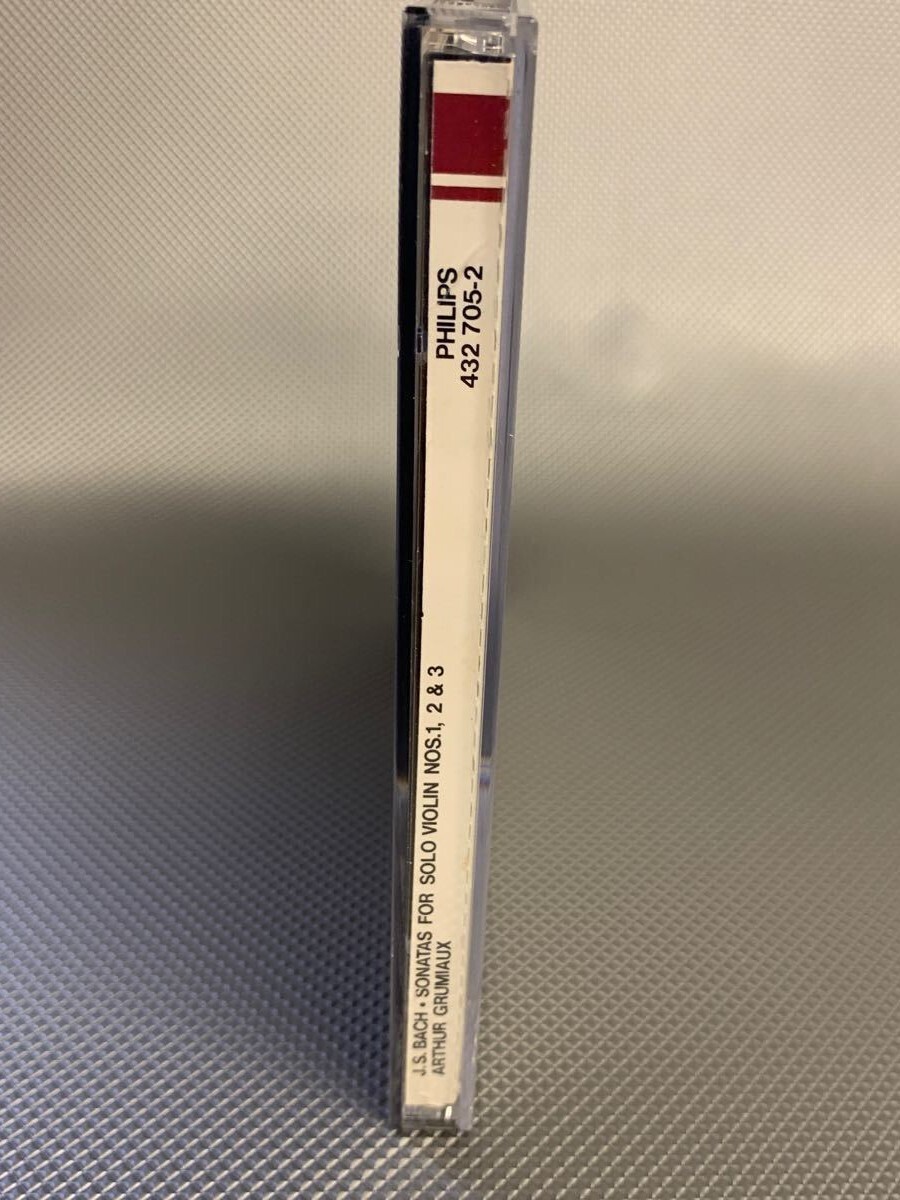 J.S. BACH • SONATAS FOR SOLO VIOLIN NOS.1, 2 & 3
ARTHUR GRUMIAUX
PHILIPS
432 705-2